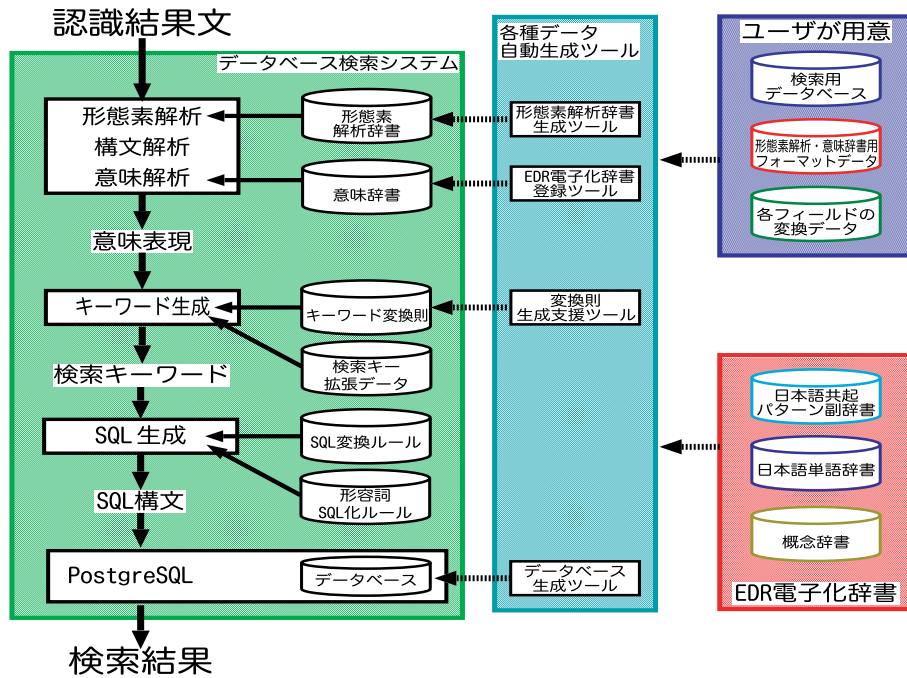 認識結果文
データベース検索システム
形態素解析
構文解析
意味解析
形態素
解析辞書
意味辞書
意味表現
キーワード生成
キーワード変換則
検索キー
拡張データ
検索キーワード
SQL生成
SQL変換ルール
形容詞
SQL化ルール
SQL構文
PostgreSQL
データベース
検索結果
各種データ
自動生成ツール
形態素解析辞書
生成ツール
EDR電子化辞書
登録ツール
変換則
生成支援ツール
データベース
生成ツール
ユーザが用意
検索用
データベース
形態素解析・意味辞書用
フォーマットデータ
各フィールドの
変換データ
日本語共起
パターン副辞書
日本語単語辞書
概念辞書
EDR電子化辞書